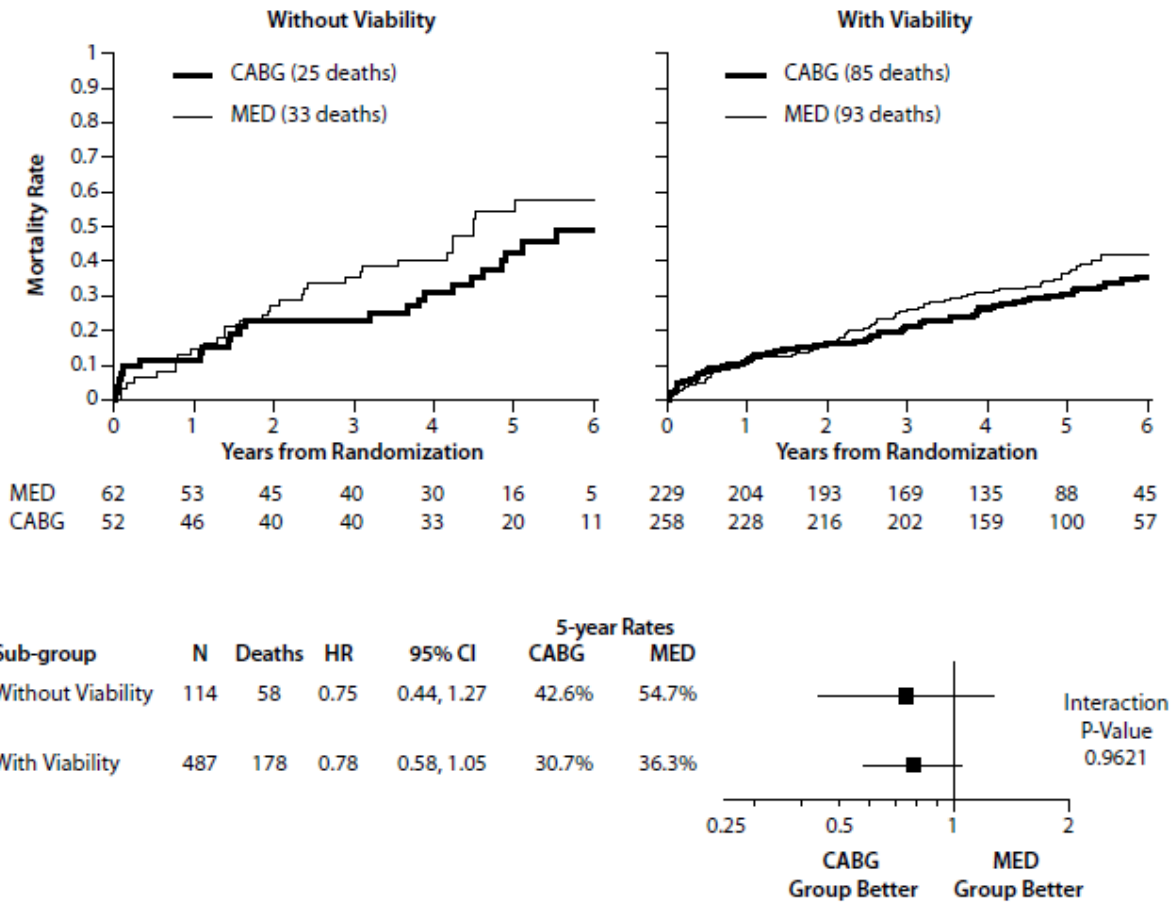 Without Viability
With Viability
CABG (25 deaths)
MED (33 deaths)
CABG (85 deaths)
MED (93 deaths)
Mortality Rate
1
0.9
0.8
0.7
0.6
0.5
0.4
0.3
0.2
0.1
0
0 1 2 3 4 5 6
Years from Randomization
0 1 2 3 4 5 6
Years from Randomization
MED 62 53 45 40 30 16 5 229 204 193 169 135 88 45
CABG 52 46 40 40 33 20 11 258 228 216 202 159 100 57
5-year Rates
Sub-group N Deaths HR 95% CI CABG MED
Without Viability 114 58 0.75 0.44, 1.27 42.6% 54.7%
With Viability 487 178 0.78 0.58, 1.05 30.7% 36.3%
Interaction
P-Value
0.9621
0.25 0.5 1 2
CABG
Group Better
MED
Group Better